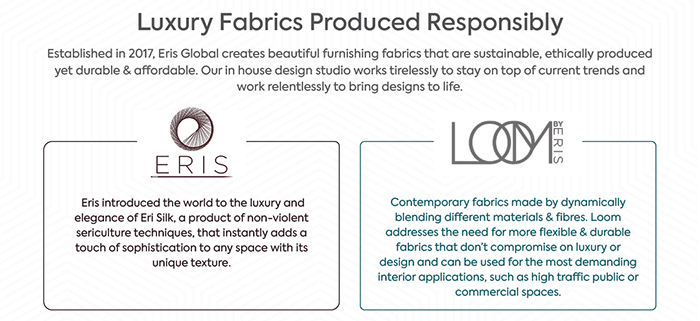 Luxury Fabrics Produced Responsibly
Established in 2017, Eris Global creates beautiful furnishing fabrics that are sustainable, ethically produced
yet durable & affordable. Our in house design studio works tirelessly to stay on top of current trends and
work relentlessly to bring designs to life.
ERIS
Eris introduced the world to the luxury and
elegance of Eri Silk, a product of non-violent
sericulture techniques, that instantly adds a
touch of sophistication to any space with its
unique texture.
LOOM BY ERIS
Contemporary fabrics made by dynamically
blending different materials & fibres. Loom
addresses the need for more flexible & durable
fabrics that don't compromise on luxury or
design and can be used for the most demanding
interior applications, such as high traffic public or
commercial spaces.